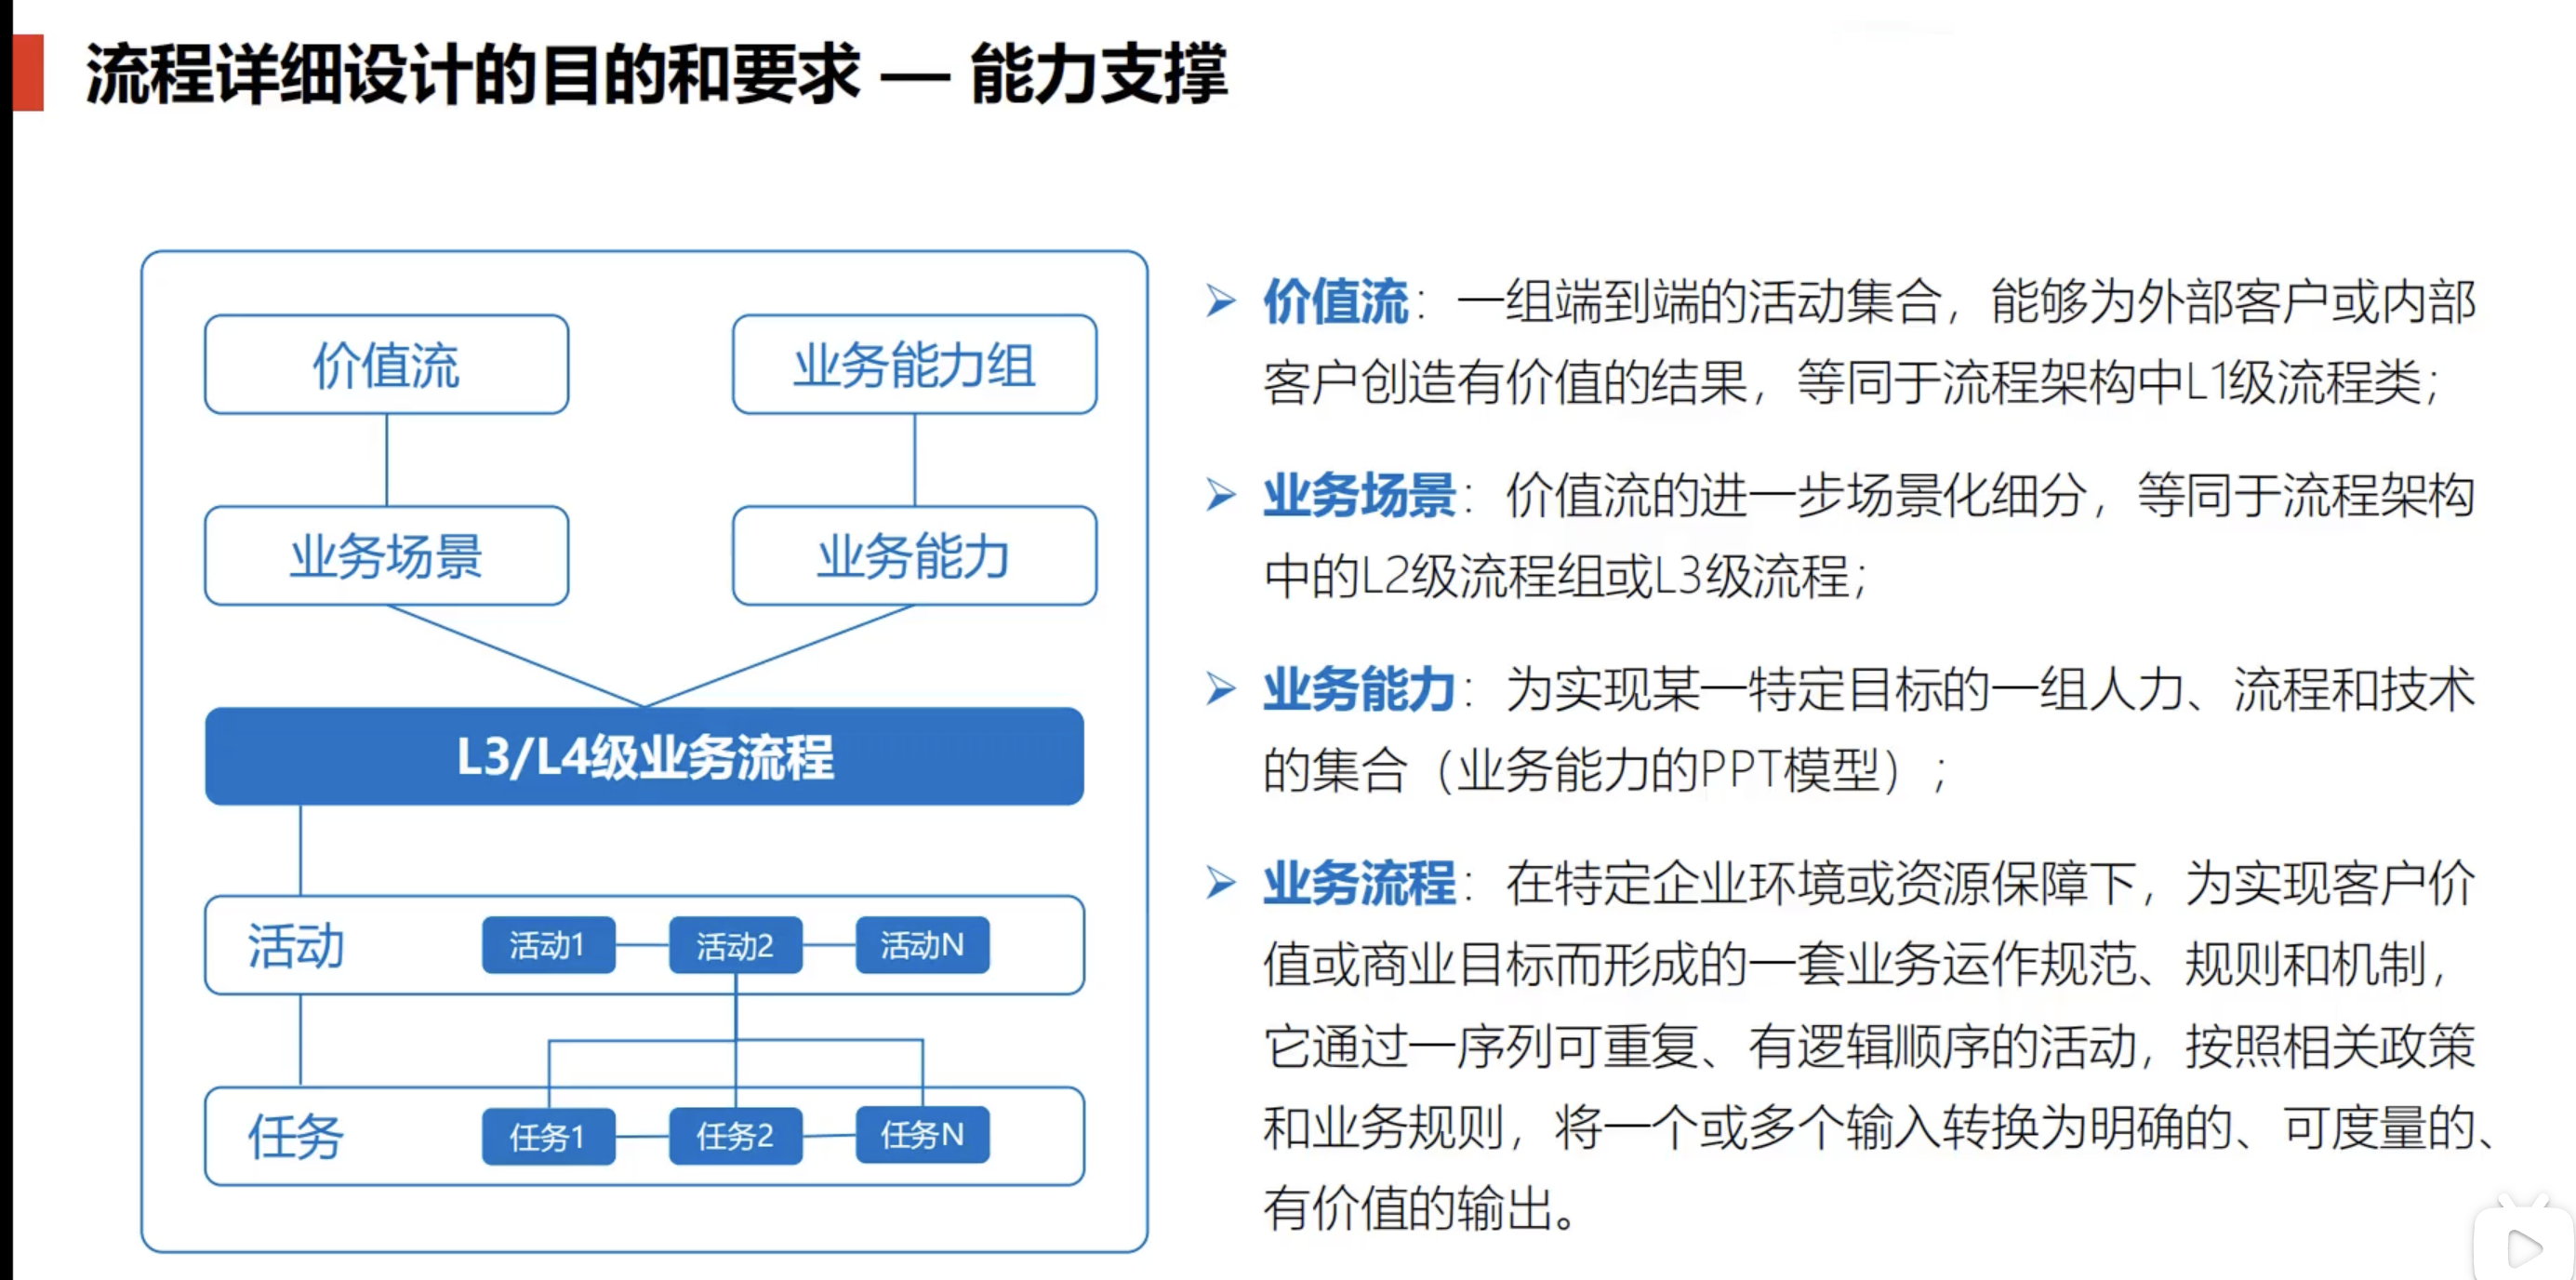 流程详细设计的目的和要求 — 能力支撑
价值流
业务能力组
业务场景
业务能力
L3/L4级业务流程
活动
活动1
活动2
活动N
任务
任务1
任务2
任务N
价值流：一组端到端的活动集合，能够为外部客户或内部
客户创造有价值的结果，等同于流程架构中L1级流程类；
业务场景：价值流的进一步场景化细分，等同于流程架构
中的L2级流程组或L3级流程；
业务能力：为实现某一特定目标的一组人力、流程和技术
的集合（业务能力的PPT模型）；
业务流程：在特定企业环境或资源保障下，为实现客户价
值或商业目标而形成的一套业务运作规范、规则和机制，
它通过一序列可重复、有逻辑顺序的活动，按照相关政策
和业务规则，将一个或多个输入转换为明确的、可度量的、
有价值的输出。